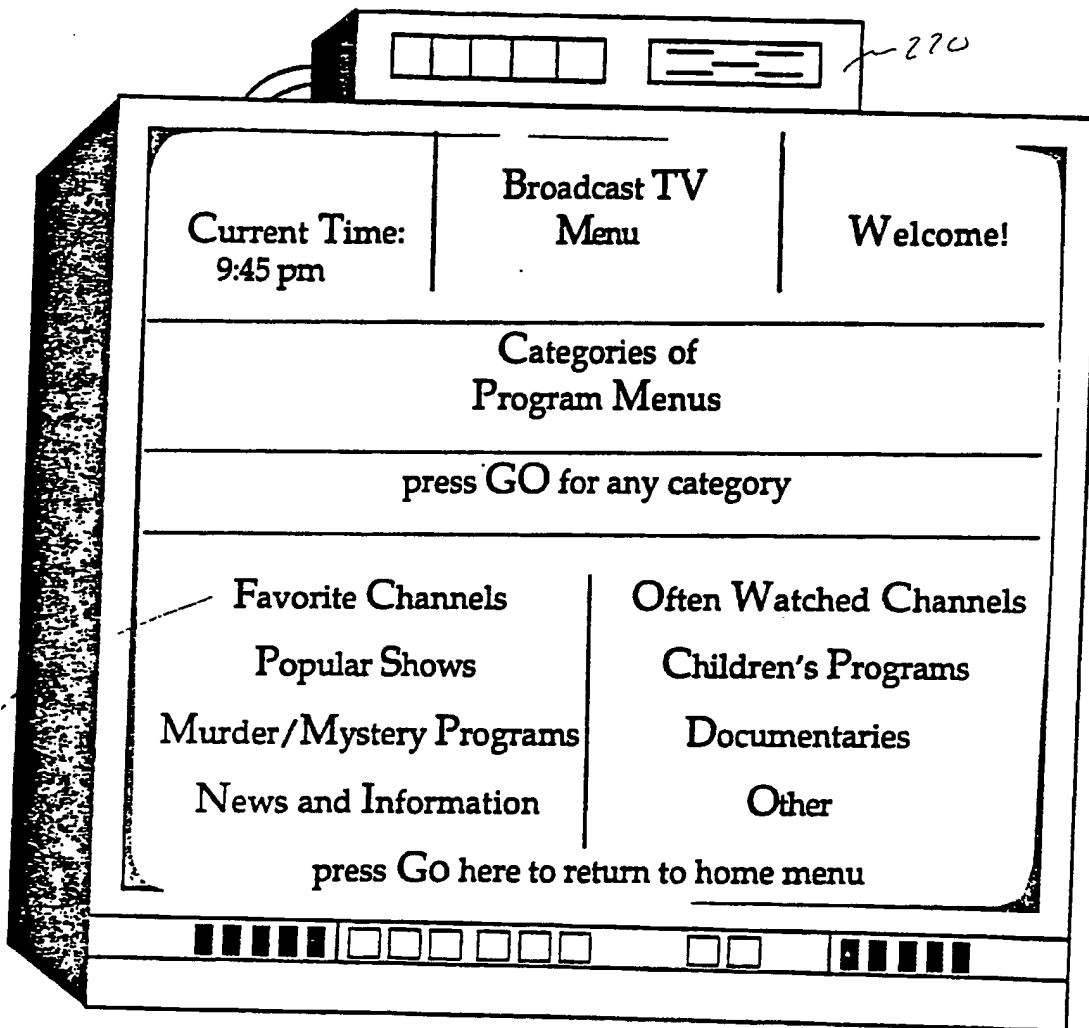 220
Broadcast TV
Menu
Current Time:
9:45 pm
Welcome!
Categories of
Program Menus
press GO for any category
Favorite Channels
Often Watched Channels
Popular Shows
Children's Programs
Murder/Mystery Programs
Documentaries
News and Information
Other
press Go here to return to home menu